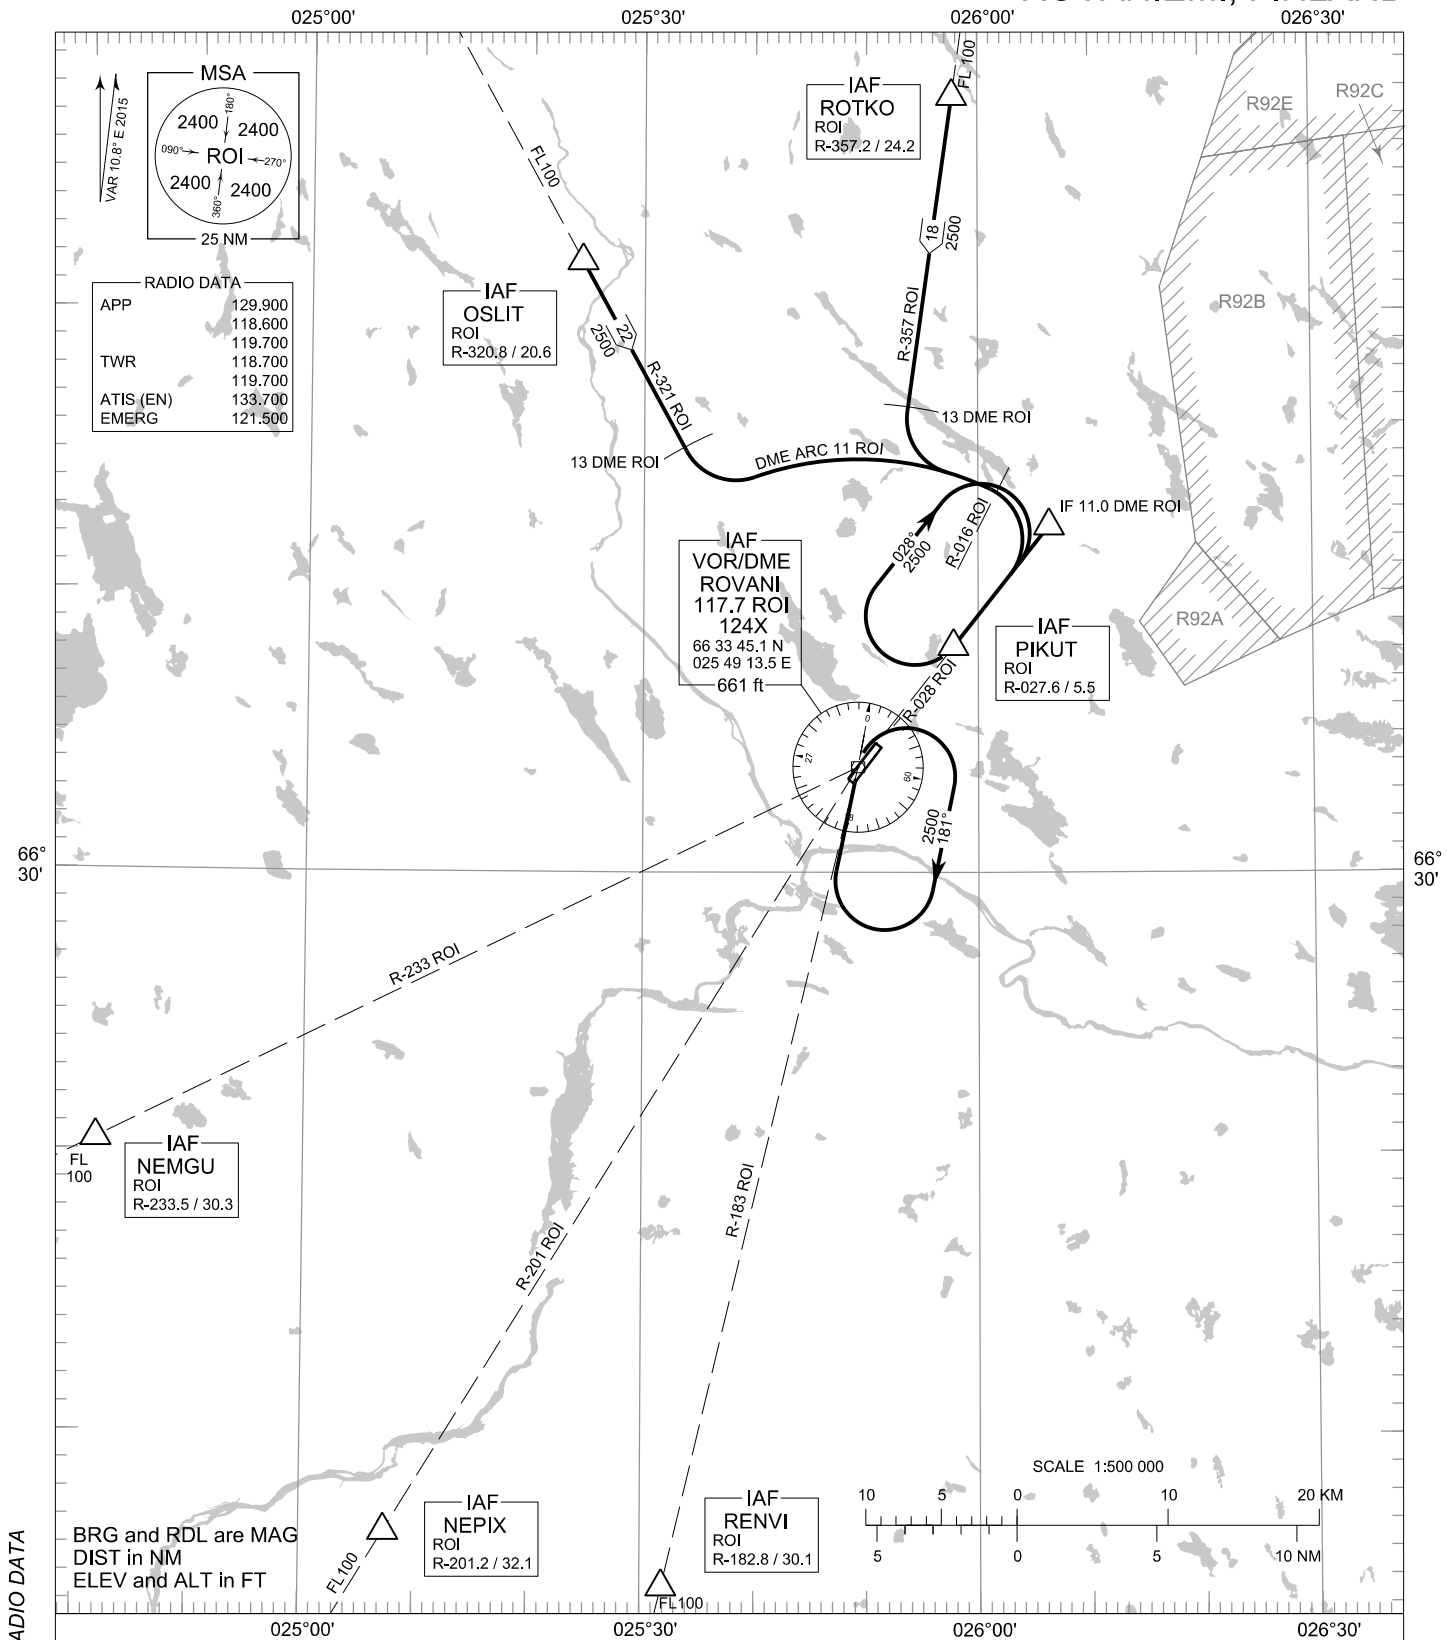 025°00'
025°30'
026°00'
026°30'
VAR 10.8° E 2015
MSA
2400
2400
2400
2400
180°
090°
270°
360°
ROI
25 NM
RADIO DATA
APP 129.900
118.600
119.700
TWR 118.700
119.700
ATIS (EN) 133.700
EMERG 121.500
FL100
IAF
OSLIT
ROI
R-320.8 / 20.6
22
2500
R-321 ROI
13 DME ROI
IAF
ROTKO
ROI
R-357.2 / 24.2
FL 100
18
2500
R-357 ROI
13 DME ROI
DME ARC 11 ROI
R92E
R92C
R92B
R92A
IF 11.0 DME ROI
R-016 ROI
028°
2500
IAF
VOR/DME
ROVANI
117.7 ROI
124X
66 33 45.1 N
025 49 13.5 E
661 ft
IAF
PIKUT
ROI
R-027.6 / 5.5
R-028 ROI
0
27
2500
181°
66°
30'
66°
30'
R-233 ROI
FL
100
IAF
NEMGU
ROI
R-233.5 / 30.3
R-201 ROI
R-183 ROI
FL100
IAF
NEPIX
ROI
R-201.2 / 32.1
FL100
IAF
RENVI
ROI
R-182.8 / 30.1
SCALE 1:500 000
10 5 0 10 20 KM
5 0 5 10 NM
BRG and RDL are MAG
DIST in NM
ELEV and ALT in FT
025°00'
025°30'
026°00'
026°30'